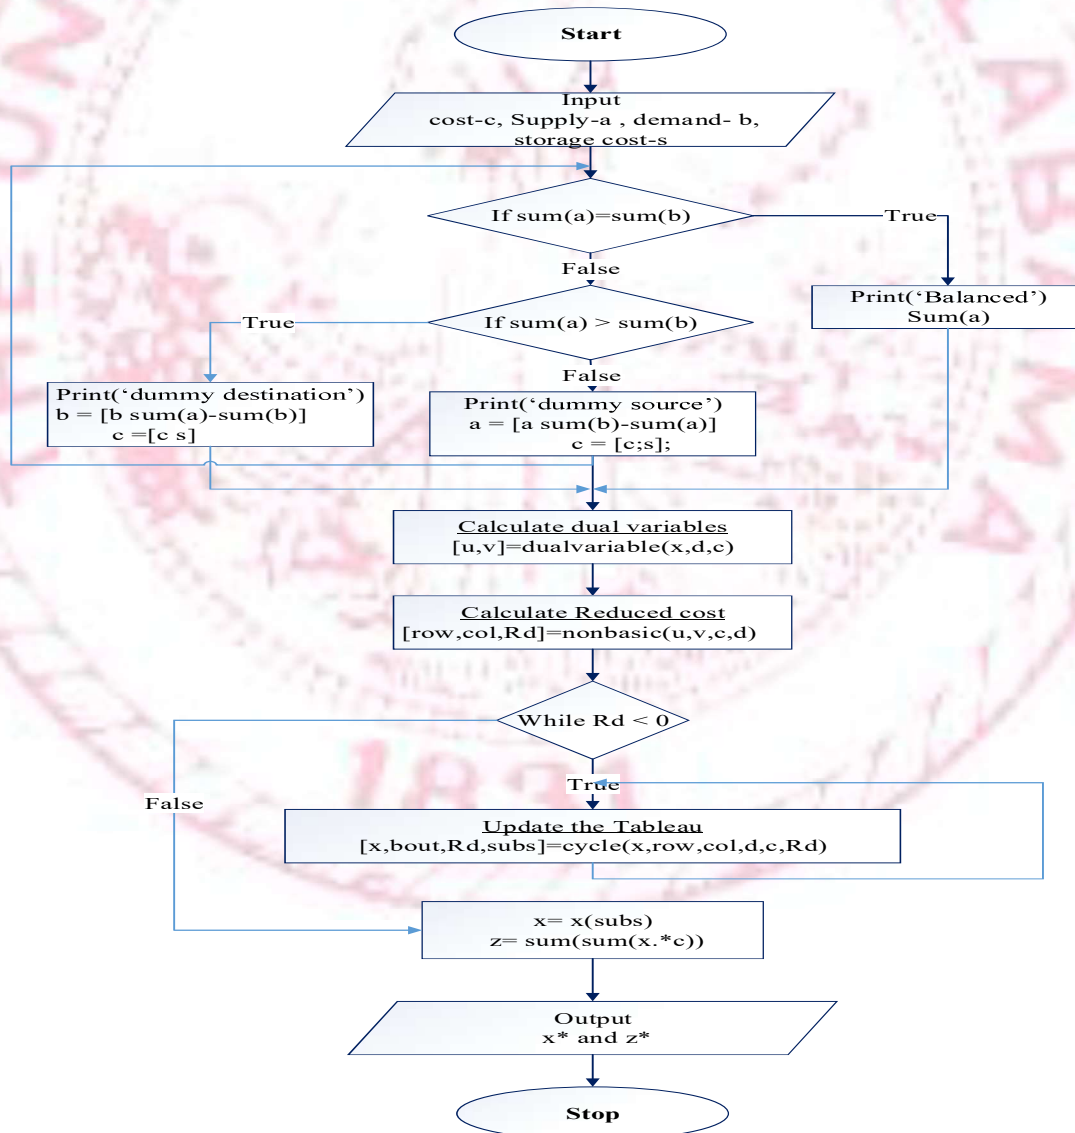 Start
Input
cost-c, Supply-a , demand- b,
storage cost-s
If sum(a)=sum(b)
True
False
Print(‘Balanced’)
Sum(a)
If sum(a) > sum(b)
True
False
Print(‘dummy destination’)
b = [b sum(a)-sum(b)]
c =[c s]
Print(‘dummy source’)
a = [a sum(b)-sum(a)]
c = [c;s];
Calculate dual variables
[u,v]=dualvariable(x,d,c)
Calculate Reduced cost
[row,col,Rd]=nonbasic(u,v,c,d)
While Rd < 0
True
False
Update the Tableau
[x,bout,Rd,subs]=cycle(x,row,col,d,c,Rd)
x= x(subs)
z= sum(sum(x.*c))
Output
x* and z*
Stop
1831